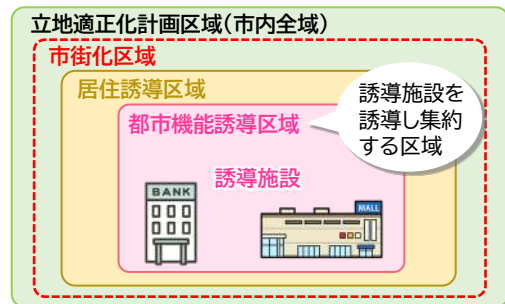 立地適正化計画区域(市内全域)
市街化区域
居住誘導区域
都市機能誘導区域
誘導施設を
誘導し集約
する区域
誘導施設
BANK
MALL